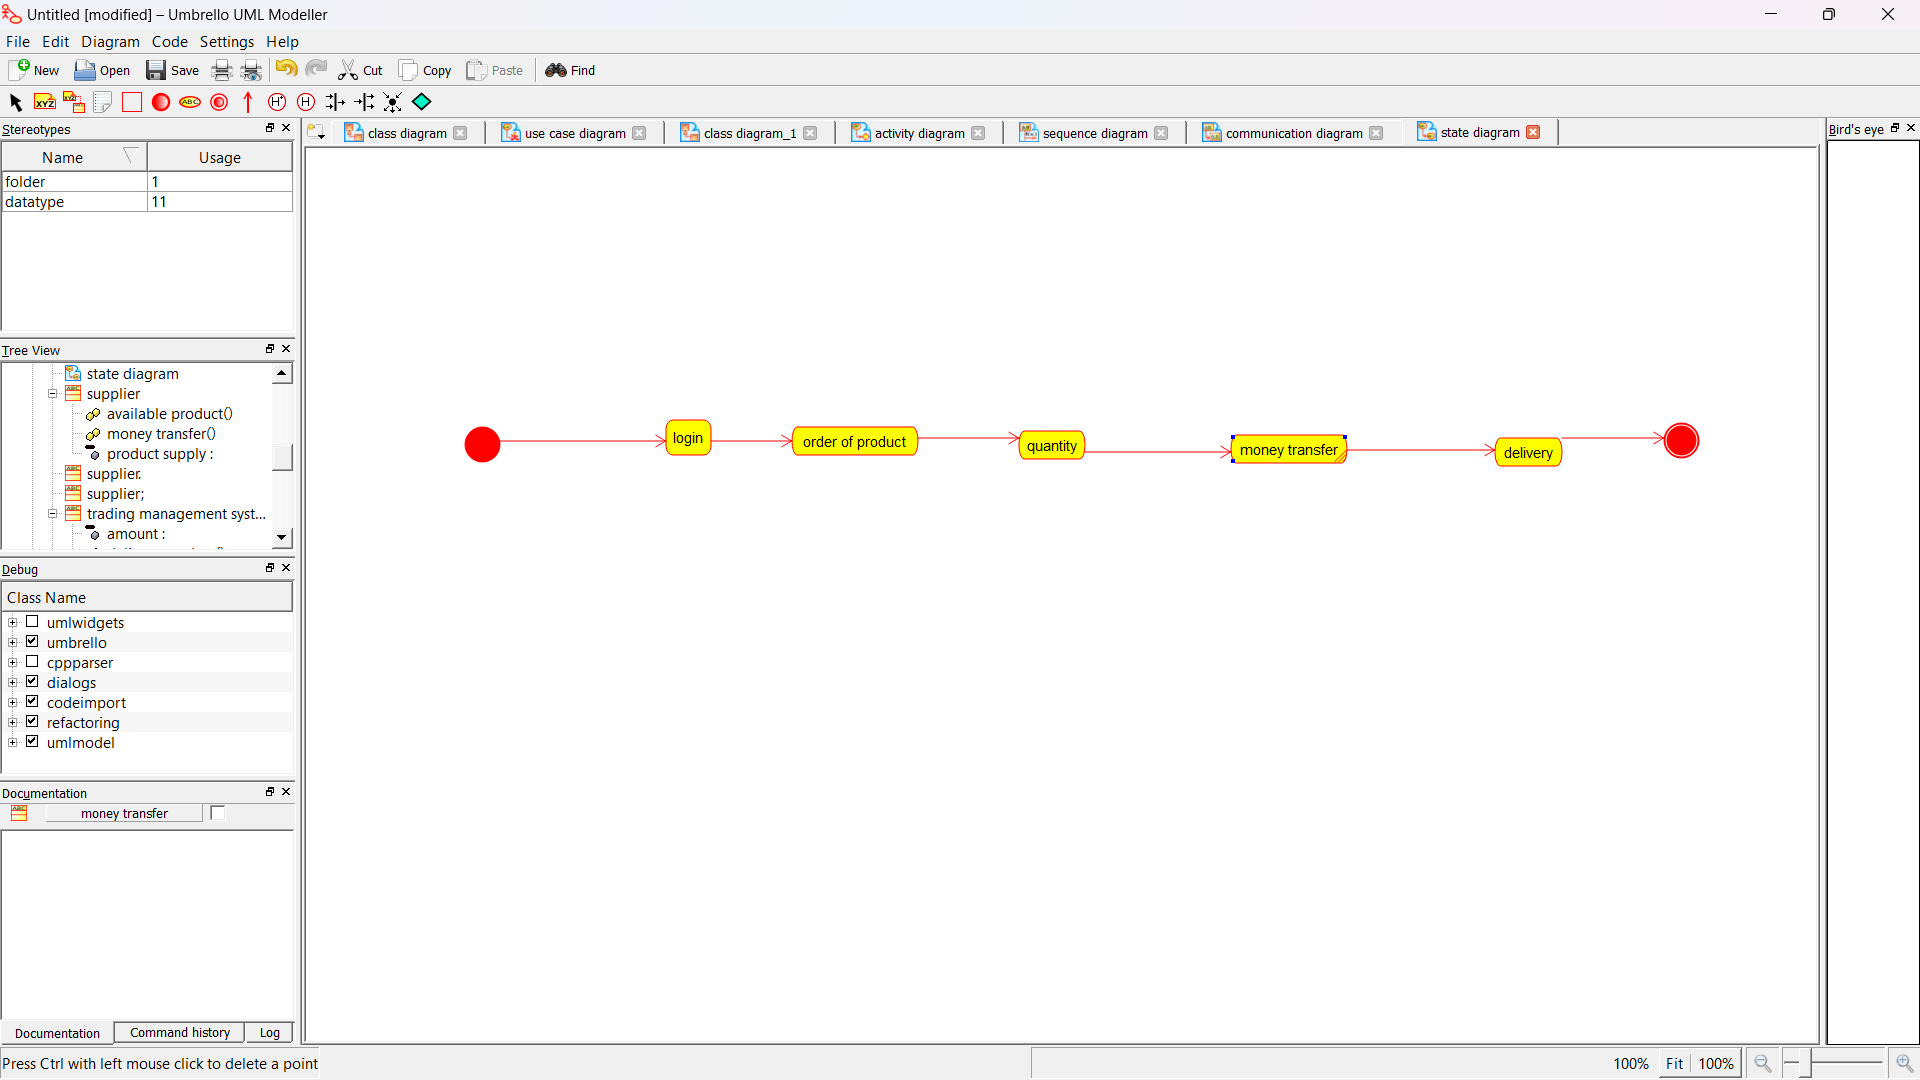 Untitled [modified] – Umbrello UML Modeller
File Edit Diagram Code Settings Help
New Open Save Cut Copy Paste Find
XYZ XYZ ABC H* H
Stereotypes
Name Usage
folder 1
datatype 11
Tree View
state diagram
supplier
available product()
money transfer()
product supply :
supplier.
supplier;
trading management syst...
amount :
Debug
Class Name
umlwidgets
umbrello
cppparser
dialogs
codeimport
refactoring
umlmodel
Documentation
money transfer
Documentation Command history Log
Press Ctrl with left mouse click to delete a point
class diagram use case diagram class diagram_1 activity diagram sequence diagram communication diagram state diagram
login
order of product
quantity
money transfer
delivery
Bird's eye
100% Fit 100%